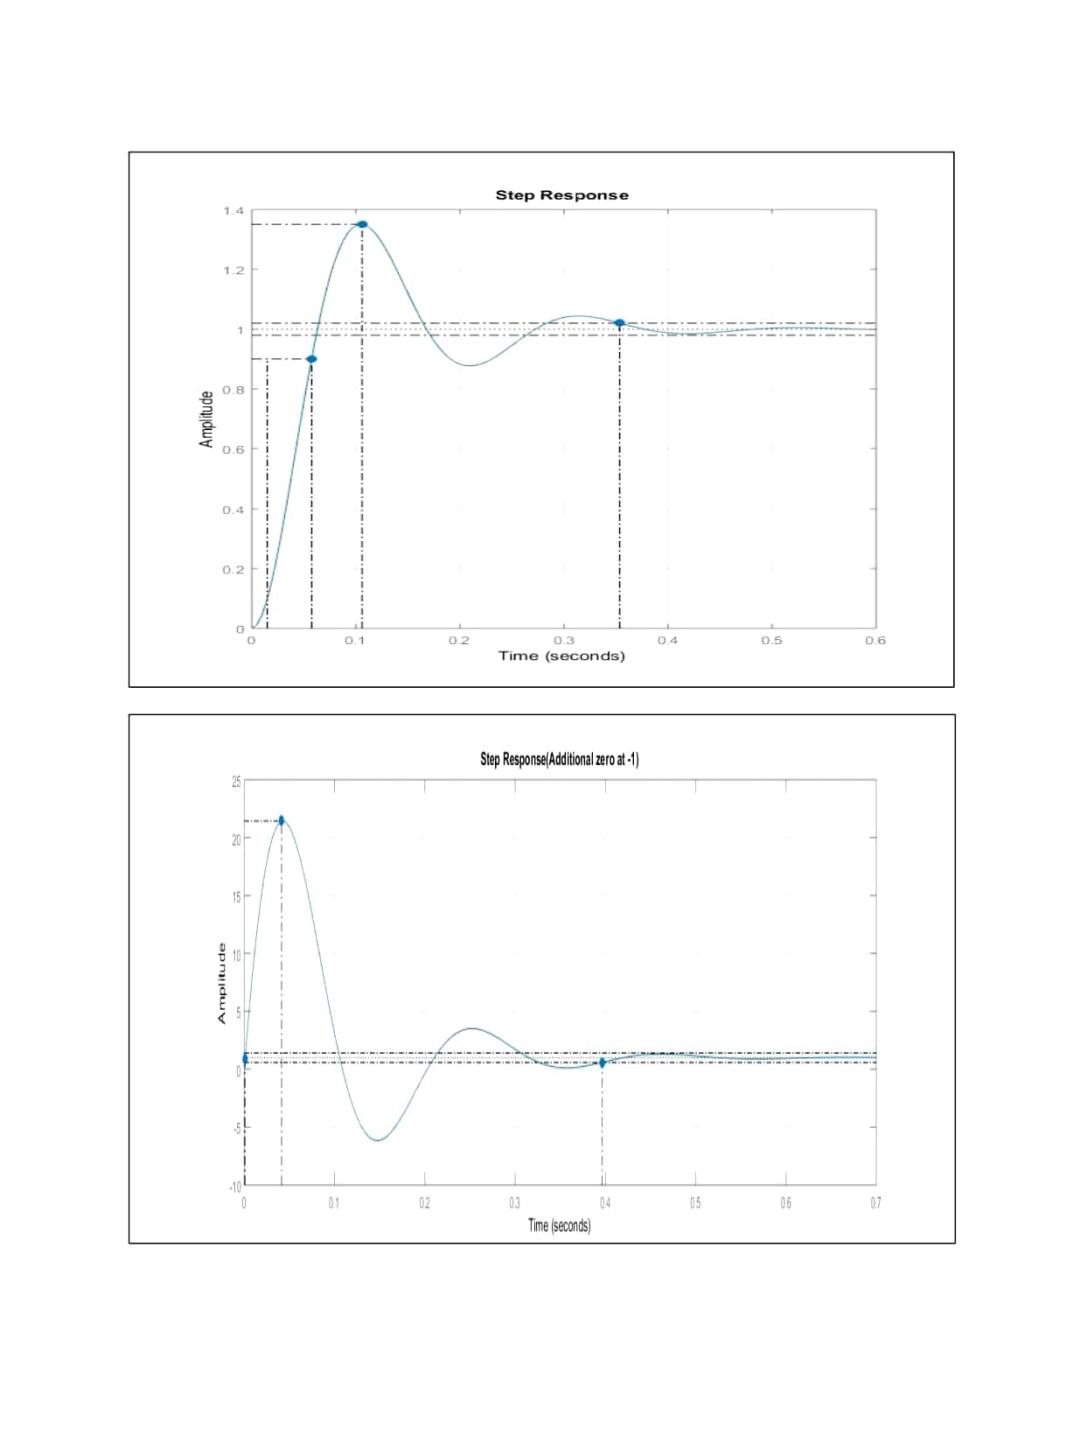 Step Response
1.4
1.2
1
0.8
0.6
0.4
0.2
0
Amplitude
0 0.1 0.2 0.3 0.4 0.5 0.6
Time (seconds)
Step Response(Additional zero at -1)
25
20
15
10
5
0
-5
-10
Amplitude
0 0.1 0.2 0.3 0.4 0.5 0.6 0.7
Time (seconds)